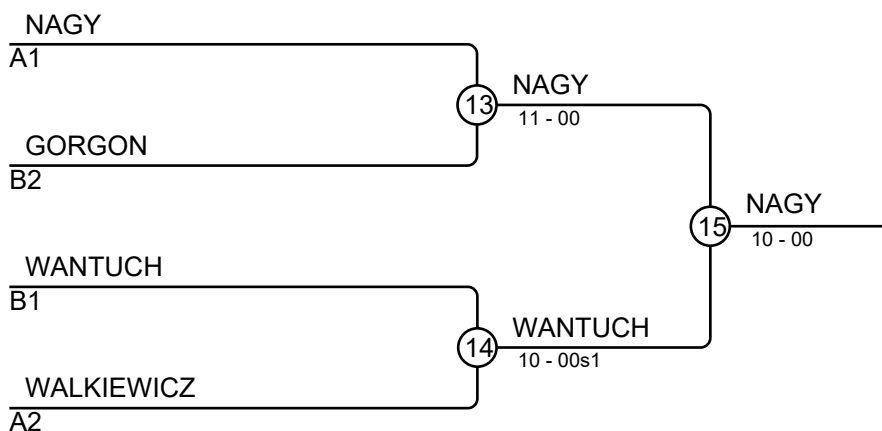 NAGY
A1
13
NAGY
11 - 00
GORGON
B2
15
NAGY
10 - 00
WANTUCH
B1
14
WANTUCH
10 - 00s1
WALKIEWICZ
A2